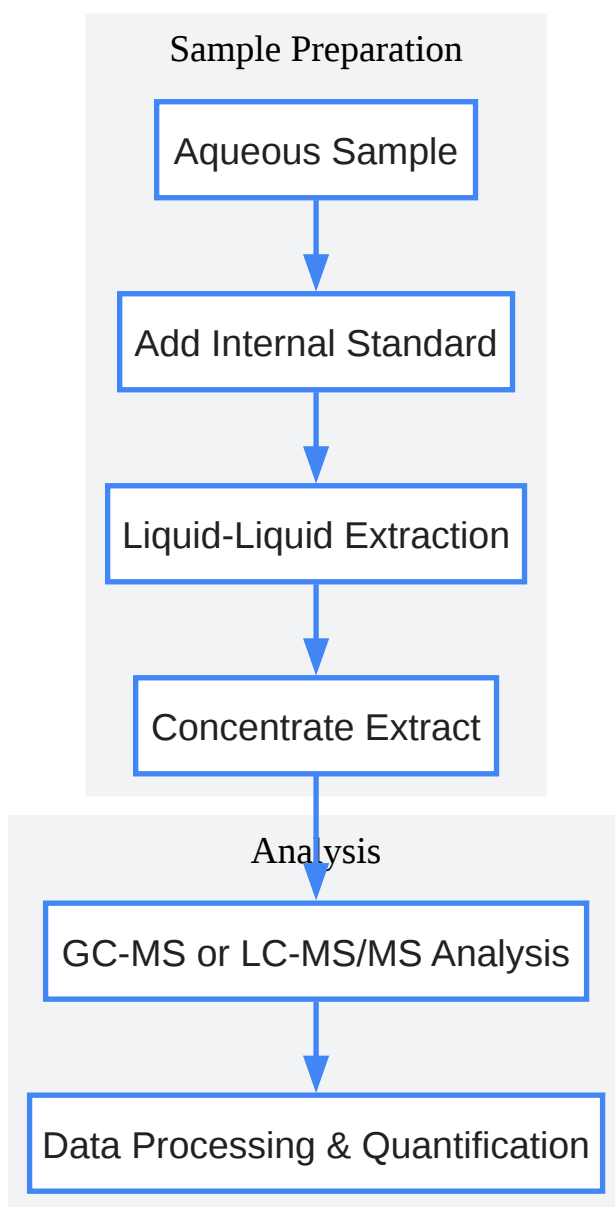 Sample Preparation
Aqueous Sample
Add Internal Standard
Liquid-Liquid Extraction
Concentrate Extract
Analysis
GC-MS or LC-MS/MS Analysis
Data Processing & Quantification